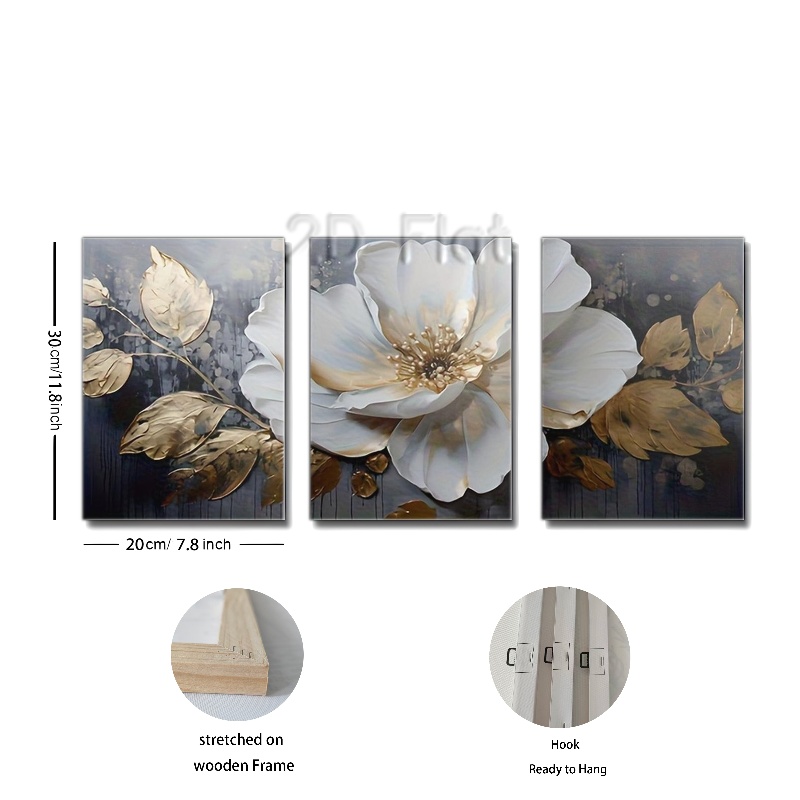 2D Flat
30cm/11.8inch
20cm/ 7.8 inch
stretched on
wooden Frame
Hook
Ready to Hang